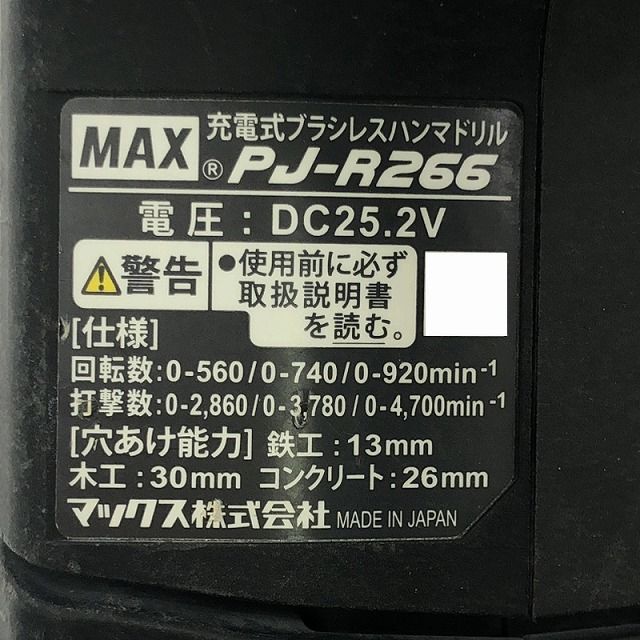 MAX® 充電式ブラシレスハンマドリル
PJ-R266
電圧：DC25.2V
警告
●使用前に必ず
取扱説明書
を読む。
[仕様]
回転数：0-560/0-740/0-920min-1
打撃数：0-2,860/0-3,780/0-4,700min-1
[穴あけ能力] 鉄工：13mm
木工：30mm コンクリート：26mm
マックス株式会社 MADE IN JAPAN